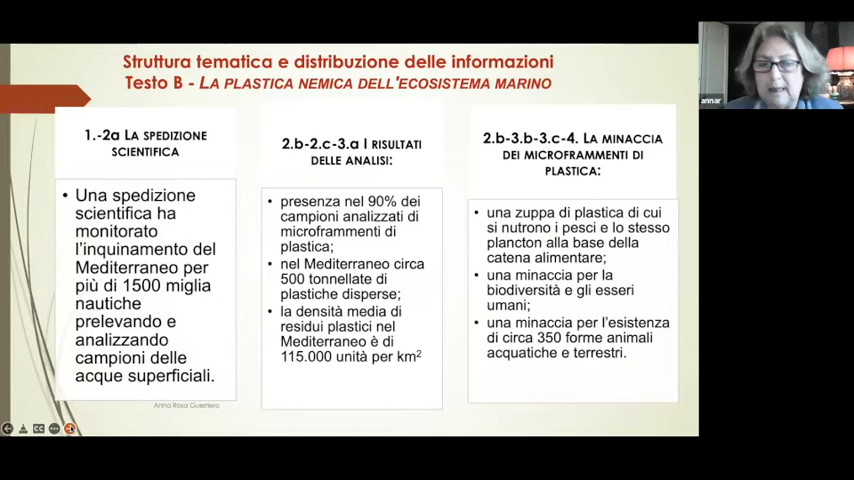 Struttura tematica e distribuzione delle informazioni
Testo B - LA PLASTICA NEMICA DELL'ECOSISTEMA MARINO
1.-2a LA SPEDIZIONE
SCIENTIFICA
• Una spedizione
scientifica ha
monitorato
l'inquinamento del
Mediterraneo per
più di 1500 miglia
nautiche
prelevando e
analizzando
campioni delle
acque superficiali.
2.b-2.c-3.a I RISULTATI
DELLE ANALISI:
• presenza nel 90% dei
campioni analizzati di
microframmenti di
plastica;
• nel Mediterraneo circa
500 tonnellate di
plastiche disperse;
• la densità media di
residui plastici nel
Mediterraneo è di
115.000 unità per km²
2.b-3.b-3.c-4. LA MINACCIA
DEI MICROFRAMMENTI DI
PLASTICA:
• una zuppa di plastica di cui
si nutrono i pesci e lo stesso
plancton alla base della
catena alimentare;
• una minaccia per la
biodiversità e gli esseri
umani;
• una minaccia per l'esistenza
di circa 350 forme animali
acquatiche e terrestri.
Anna Rosa Guerriero
CC
annar